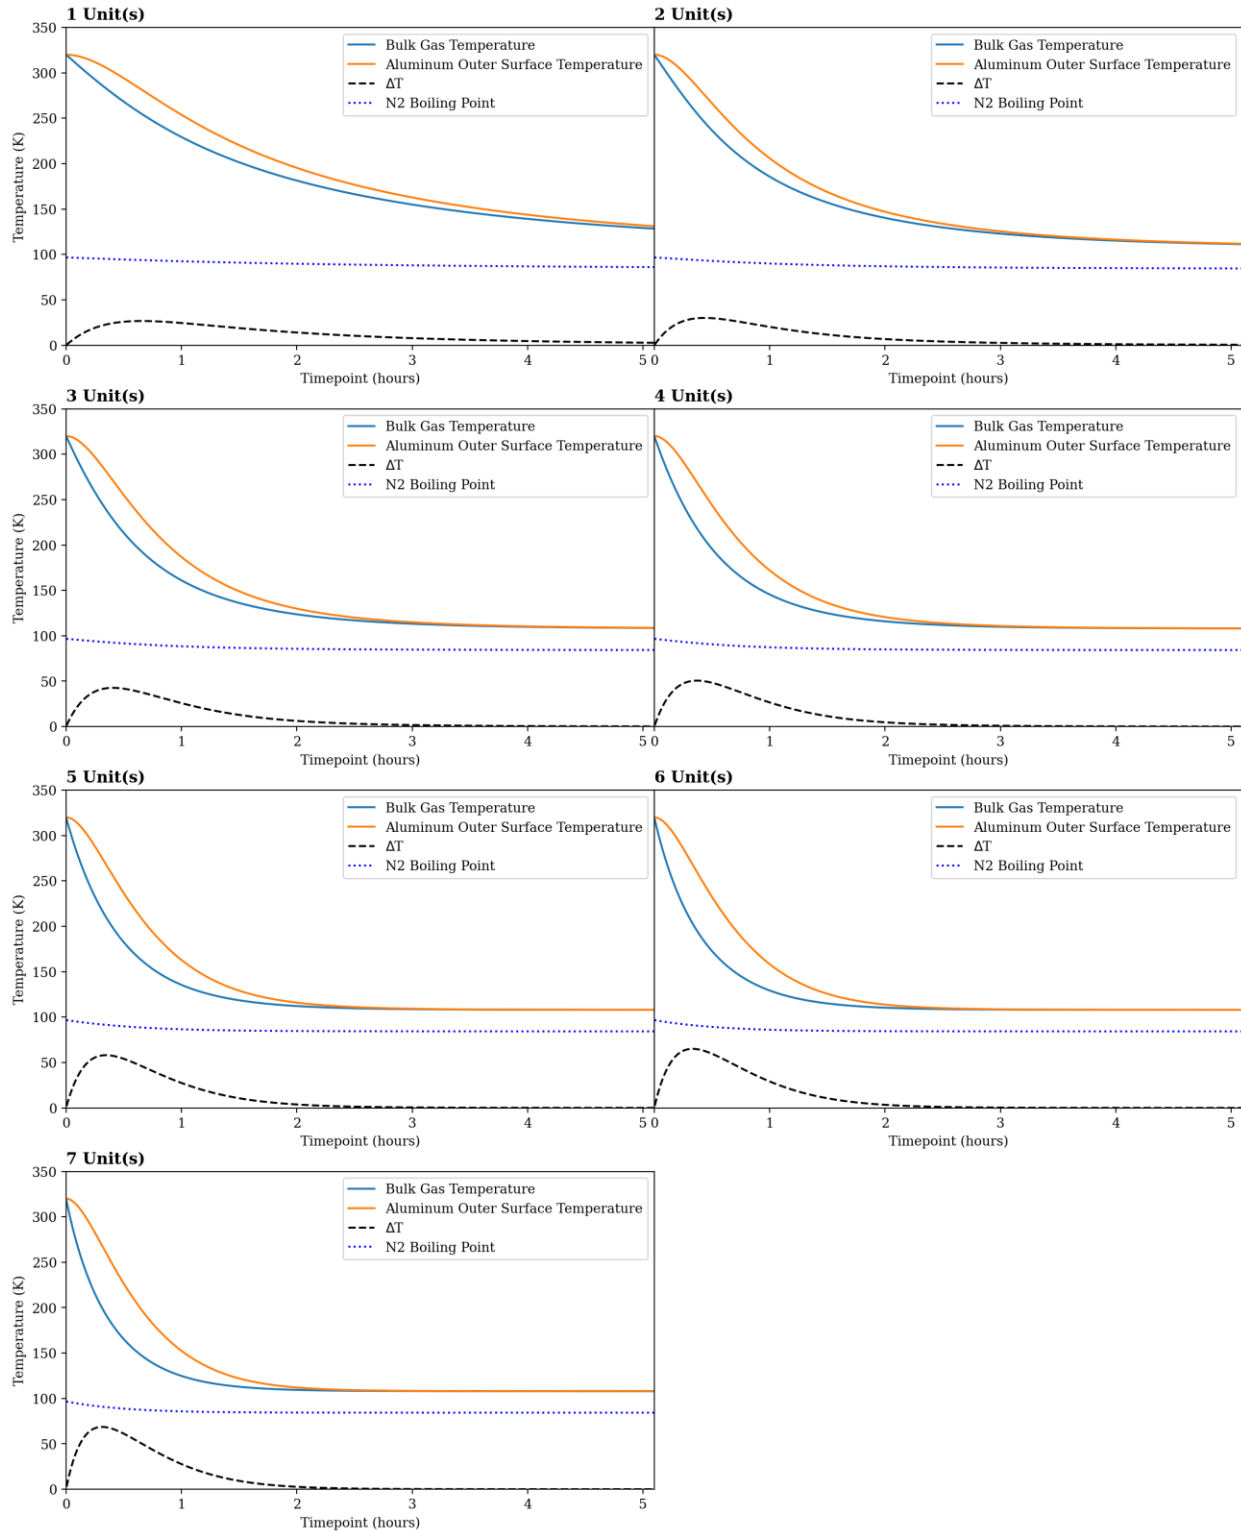 1 Unit(s)
350
300
250
200
150
100
50
0
Temperature (K)
Bulk Gas Temperature
Aluminum Outer Surface Temperature
ΔT
N2 Boiling Point
0 1 2 3 4 5
Timepoint (hours)
2 Unit(s)
Bulk Gas Temperature
Aluminum Outer Surface Temperature
ΔT
N2 Boiling Point
0 1 2 3 4 5
Timepoint (hours)
3 Unit(s)
350
300
250
200
150
100
50
0
Temperature (K)
Bulk Gas Temperature
Aluminum Outer Surface Temperature
ΔT
N2 Boiling Point
0 1 2 3 4 5
Timepoint (hours)
4 Unit(s)
Bulk Gas Temperature
Aluminum Outer Surface Temperature
ΔT
N2 Boiling Point
0 1 2 3 4 5
Timepoint (hours)
5 Unit(s)
350
300
250
200
150
100
50
0
Temperature (K)
Bulk Gas Temperature
Aluminum Outer Surface Temperature
ΔT
N2 Boiling Point
0 1 2 3 4 5
Timepoint (hours)
6 Unit(s)
Bulk Gas Temperature
Aluminum Outer Surface Temperature
ΔT
N2 Boiling Point
0 1 2 3 4 5
Timepoint (hours)
7 Unit(s)
350
300
250
200
150
100
50
0
Temperature (K)
Bulk Gas Temperature
Aluminum Outer Surface Temperature
ΔT
N2 Boiling Point
0 1 2 3 4 5
Timepoint (hours)